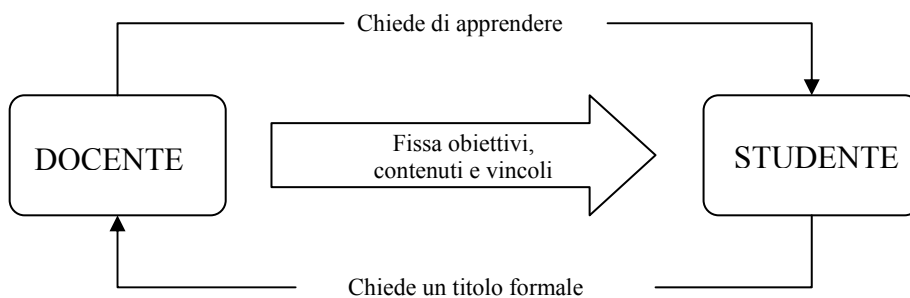 Chiede di apprendere
DOCENTE
Fissa obiettivi,
contenuti e vincoli
STUDENTE
Chiede un titolo formale